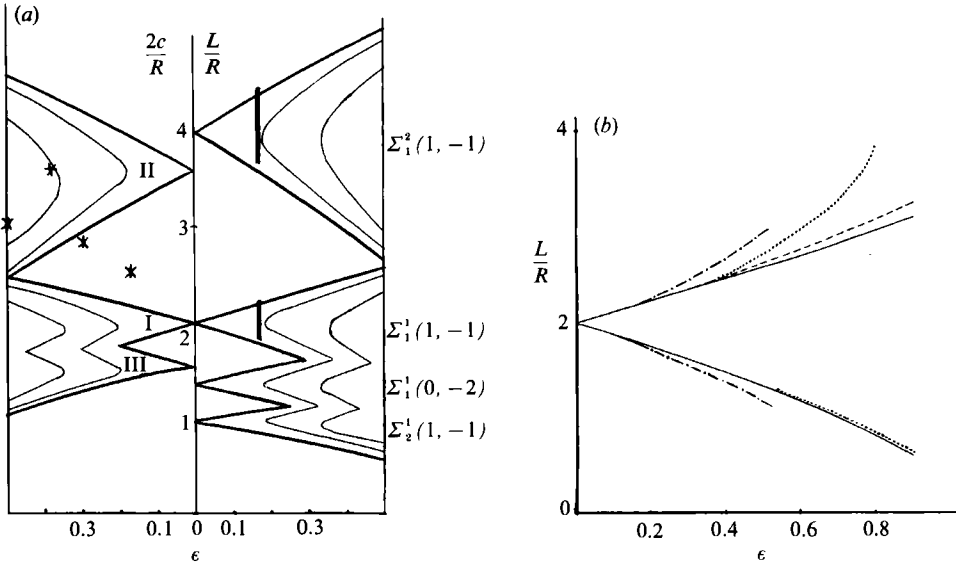 (a)
2c/R
L/R
4
3
2
1
II
I
III
Σ₁²(1, −1)
Σ₁¹(1, −1)
Σ₁¹(0, −2)
Σ₂¹(1, −1)
0.3 0.1 0 0.1 0.3
ϵ
(b)
4
L/R
2
0
0.2 0.4 0.6 0.8
ϵ